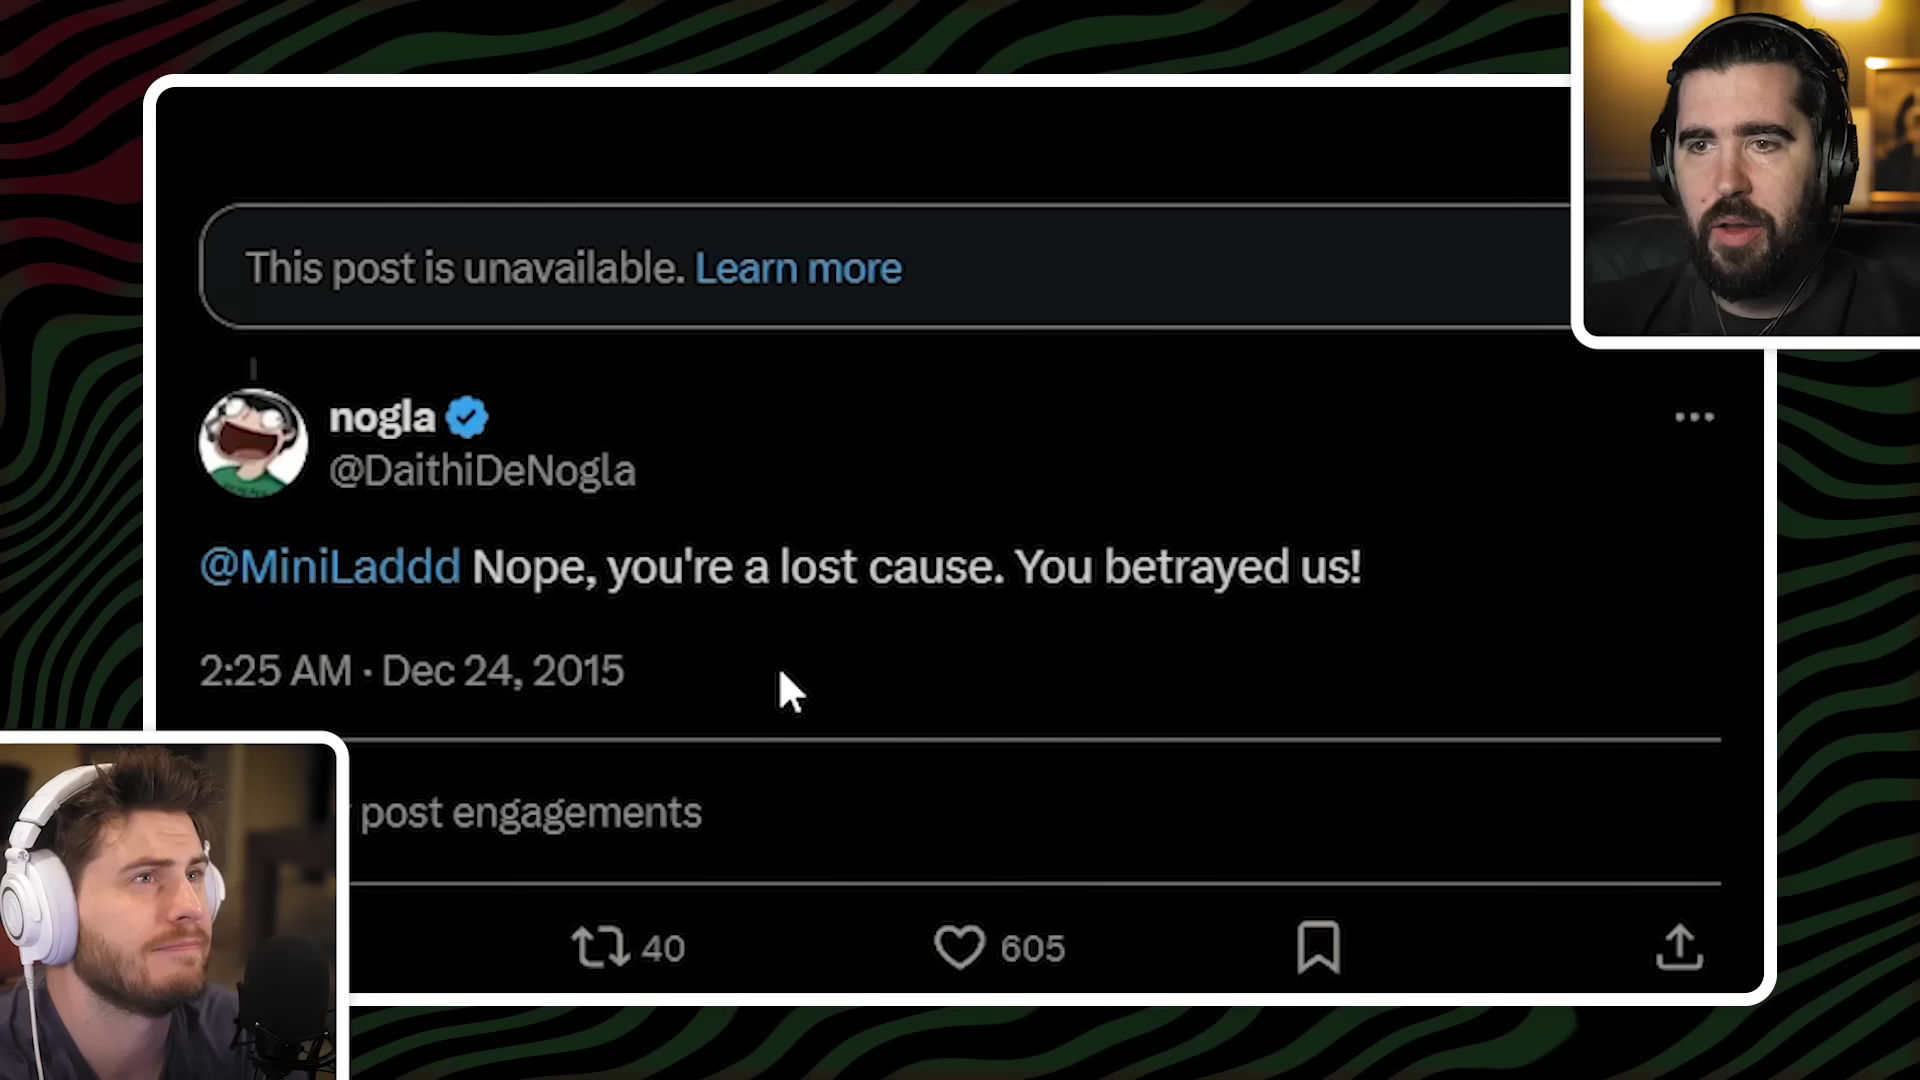 This post is unavailable. Learn more
nogla
@DaithiDeNogla
@MiniLaddd Nope, you're a lost cause. You betrayed us!
2:25 AM · Dec 24, 2015
post engagements
40
605